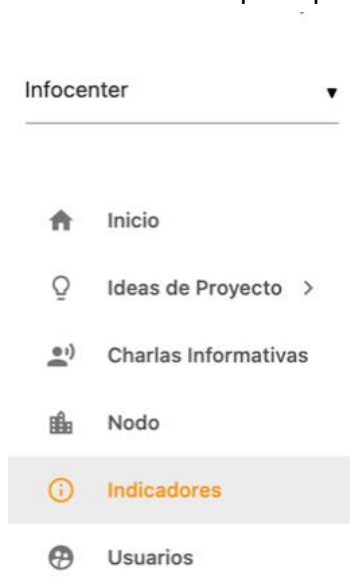 Infocenter
Inicio
Ideas de Proyecto
Charlas Informativas
Nodo
Indicadores
Usuarios